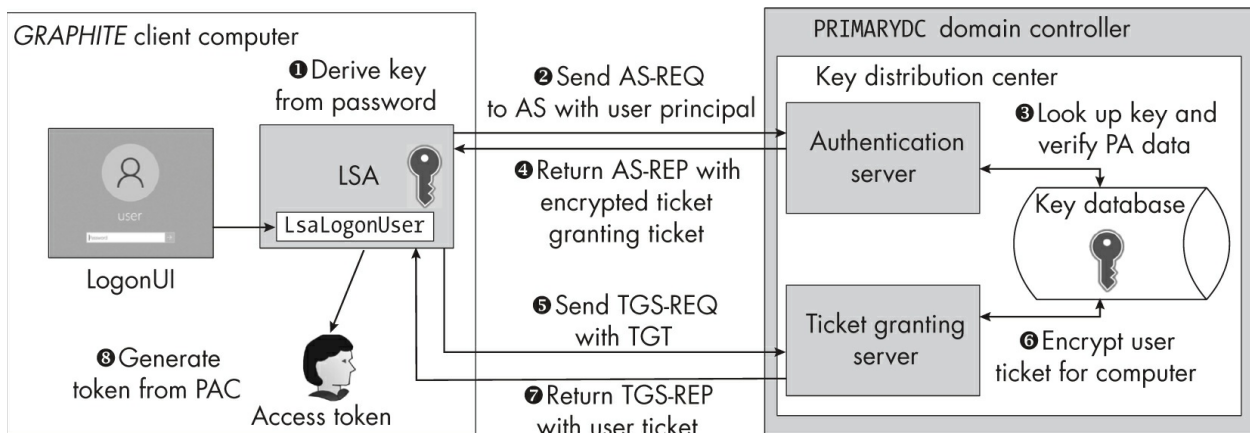 GRAPHITE client computer
❶Derive key
from password
LSA
LsaLogonUser
user
Password
LogonUI
❽Generate
token from PAC
Access token
❷Send AS-REQ
to AS with user principal
❹Return AS-REP with
encrypted ticket
granting ticket
❺Send TGS-REQ
with TGT
❼Return TGS-REP
with user ticket
PRIMARYDC domain controller
Key distribution center
Authentication
server
❸Look up key and
verify PA data
Key database
Ticket granting
server
❻Encrypt user
ticket for computer